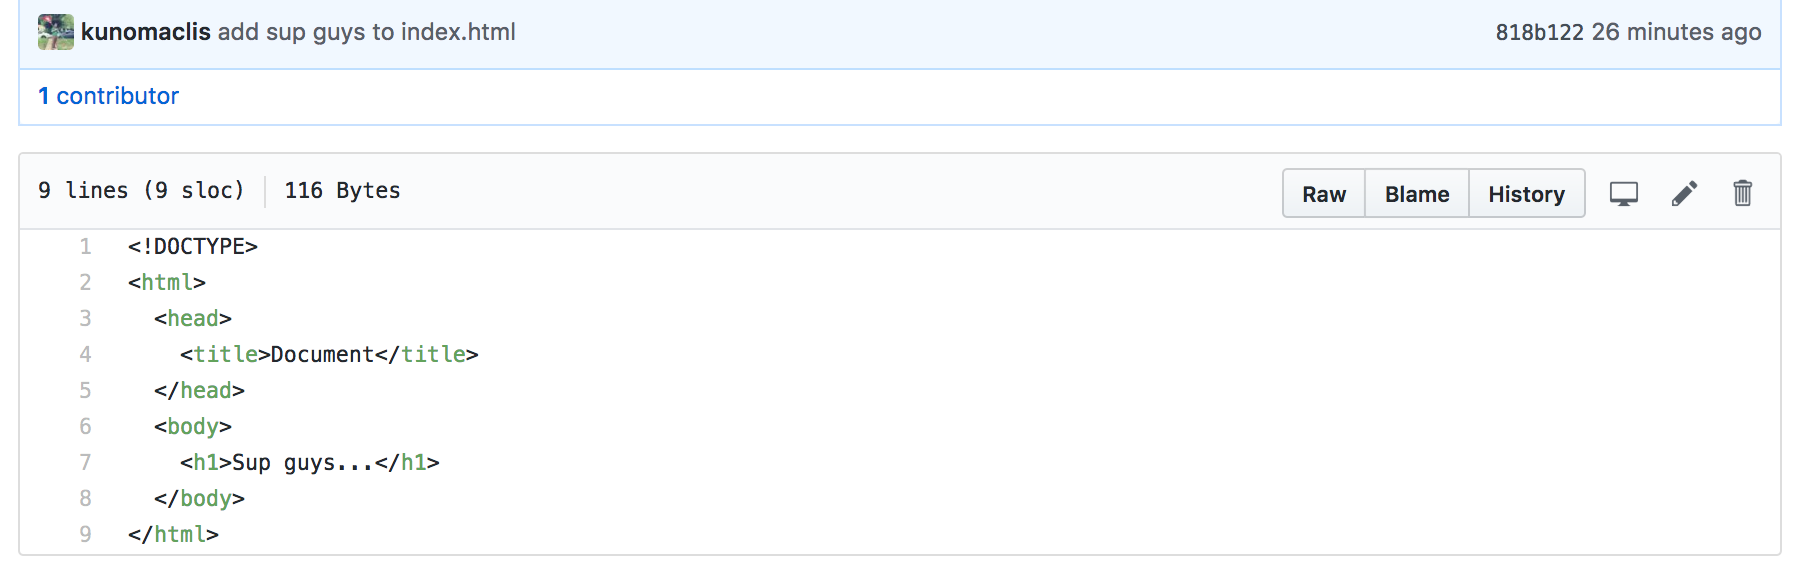 kunomaclis add sup guys to index.html 818b122 26 minutes ago
1 contributor
9 lines (9 sloc) 116 Bytes Raw Blame History
1 <!DOCTYPE>
2 <html>
3 <head>
4 <title>Document</title>
5 </head>
6 <body>
7 <h1>Sup guys...</h1>
8 </body>
9 </html>